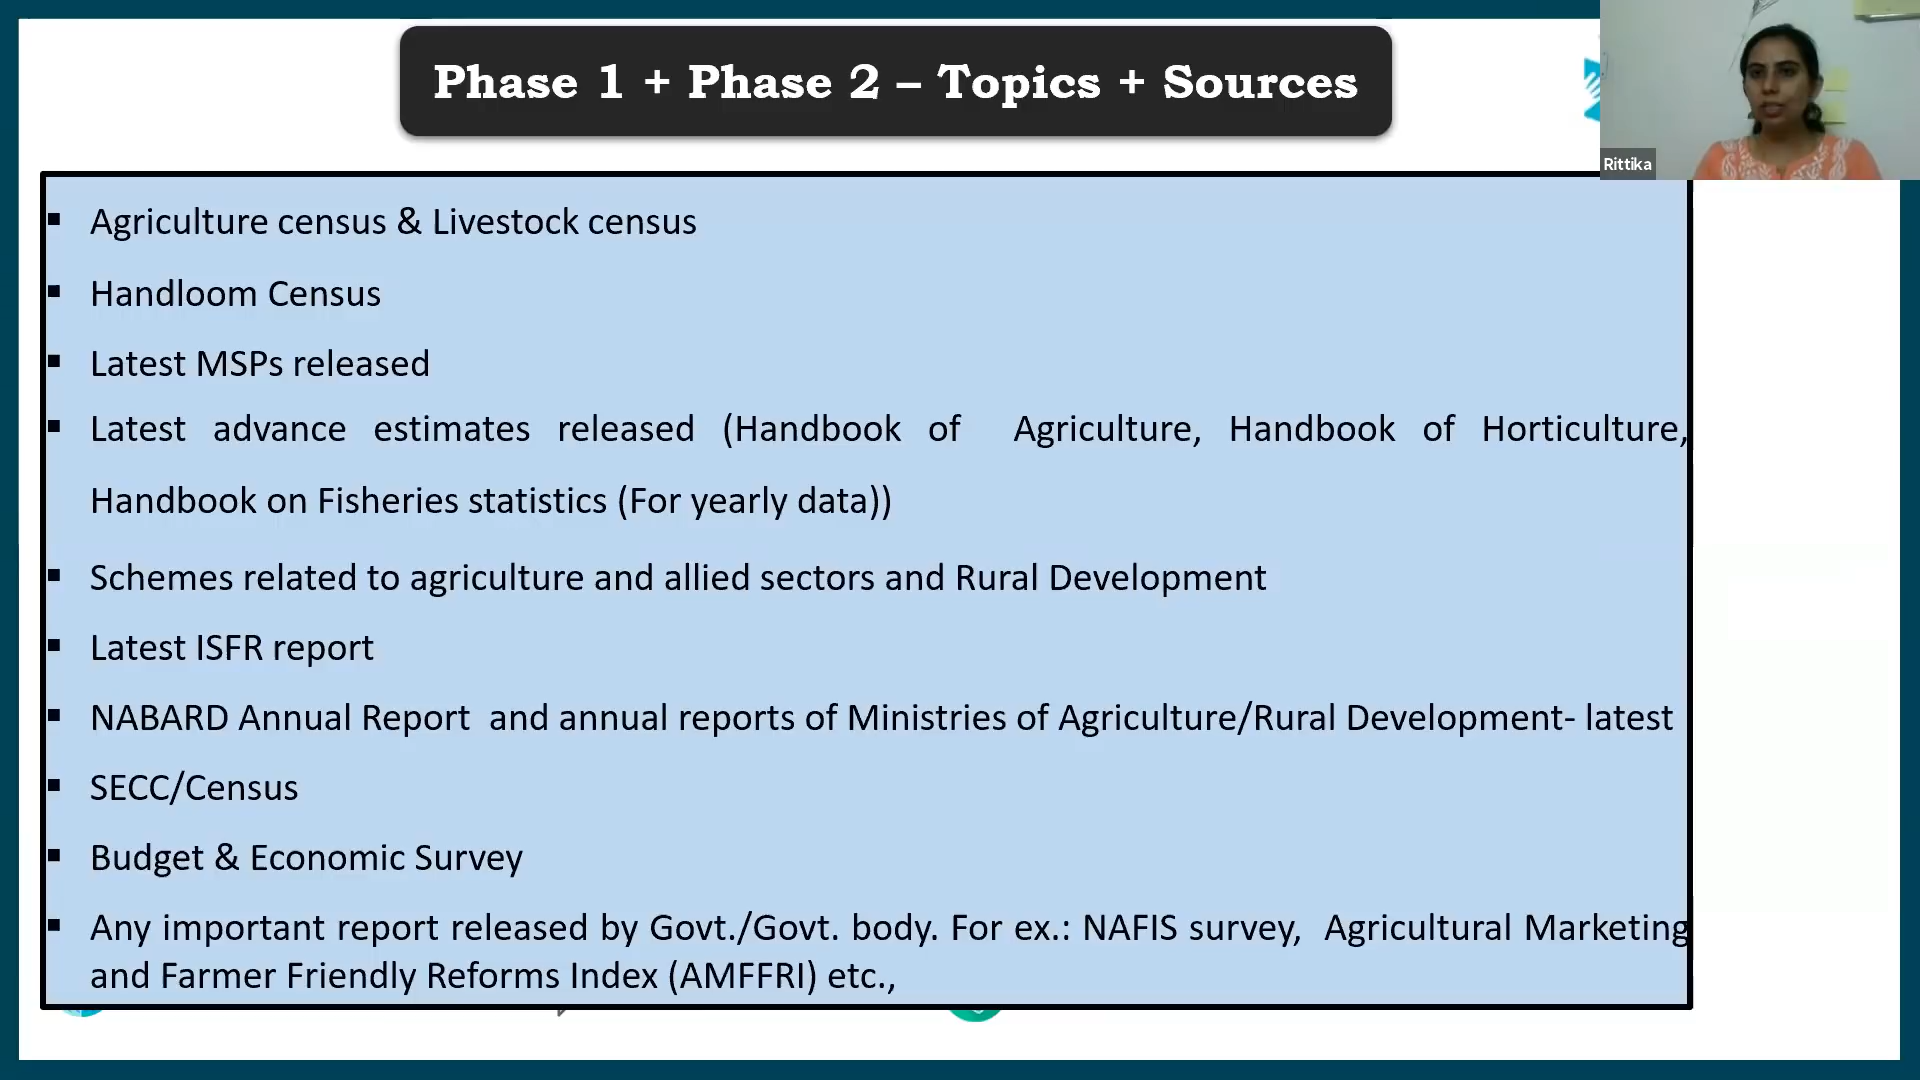 Phase 1 + Phase 2 – Topics + Sources
Rittika
▪ Agriculture census & Livestock census
▪ Handloom Census
▪ Latest MSPs released
▪ Latest advance estimates released (Handbook of Agriculture, Handbook of Horticulture,
Handbook on Fisheries statistics (For yearly data))
▪ Schemes related to agriculture and allied sectors and Rural Development
▪ Latest ISFR report
▪ NABARD Annual Report and annual reports of Ministries of Agriculture/Rural Development- latest
▪ SECC/Census
▪ Budget & Economic Survey
▪ Any important report released by Govt./Govt. body. For ex.: NAFIS survey, Agricultural Marketing
and Farmer Friendly Reforms Index (AMFFRI) etc.,